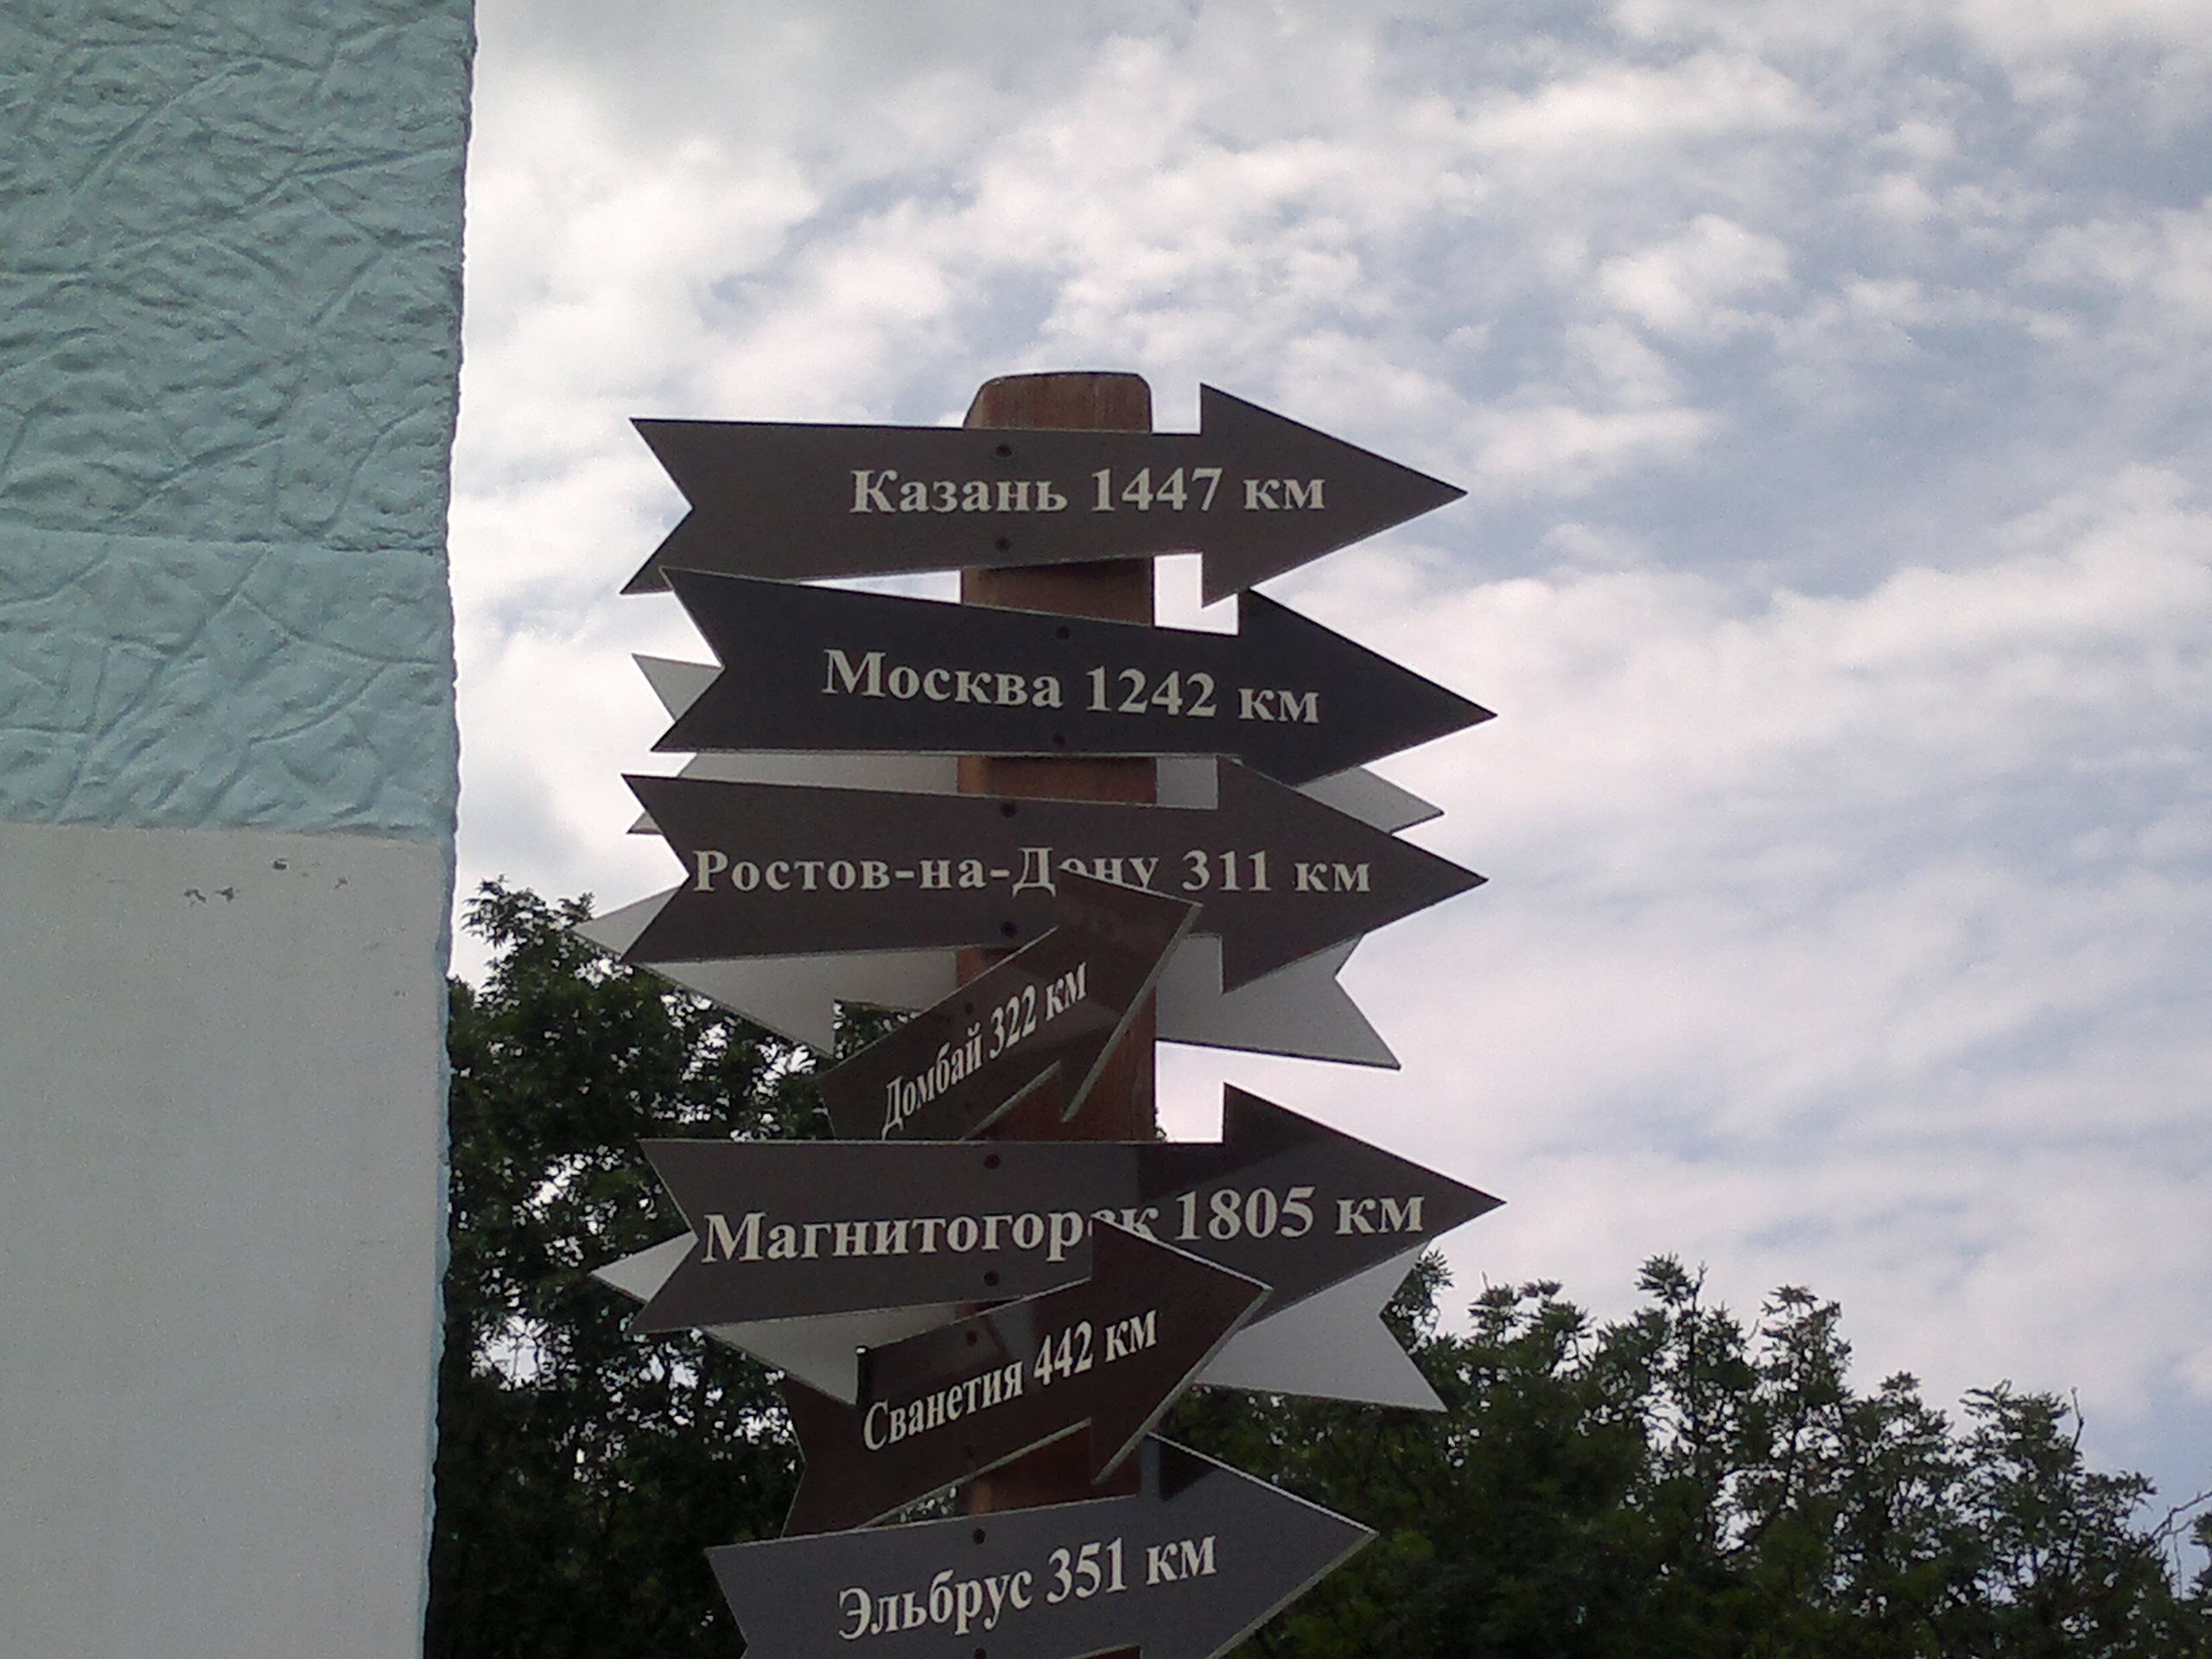 Казань 1447 км
Москва 1242 км
Ростов-на-Дону 311 км
Домбай 322 км
Магнитогорск 1805 км
Сванетия 442 км
Эльбрус 351 км